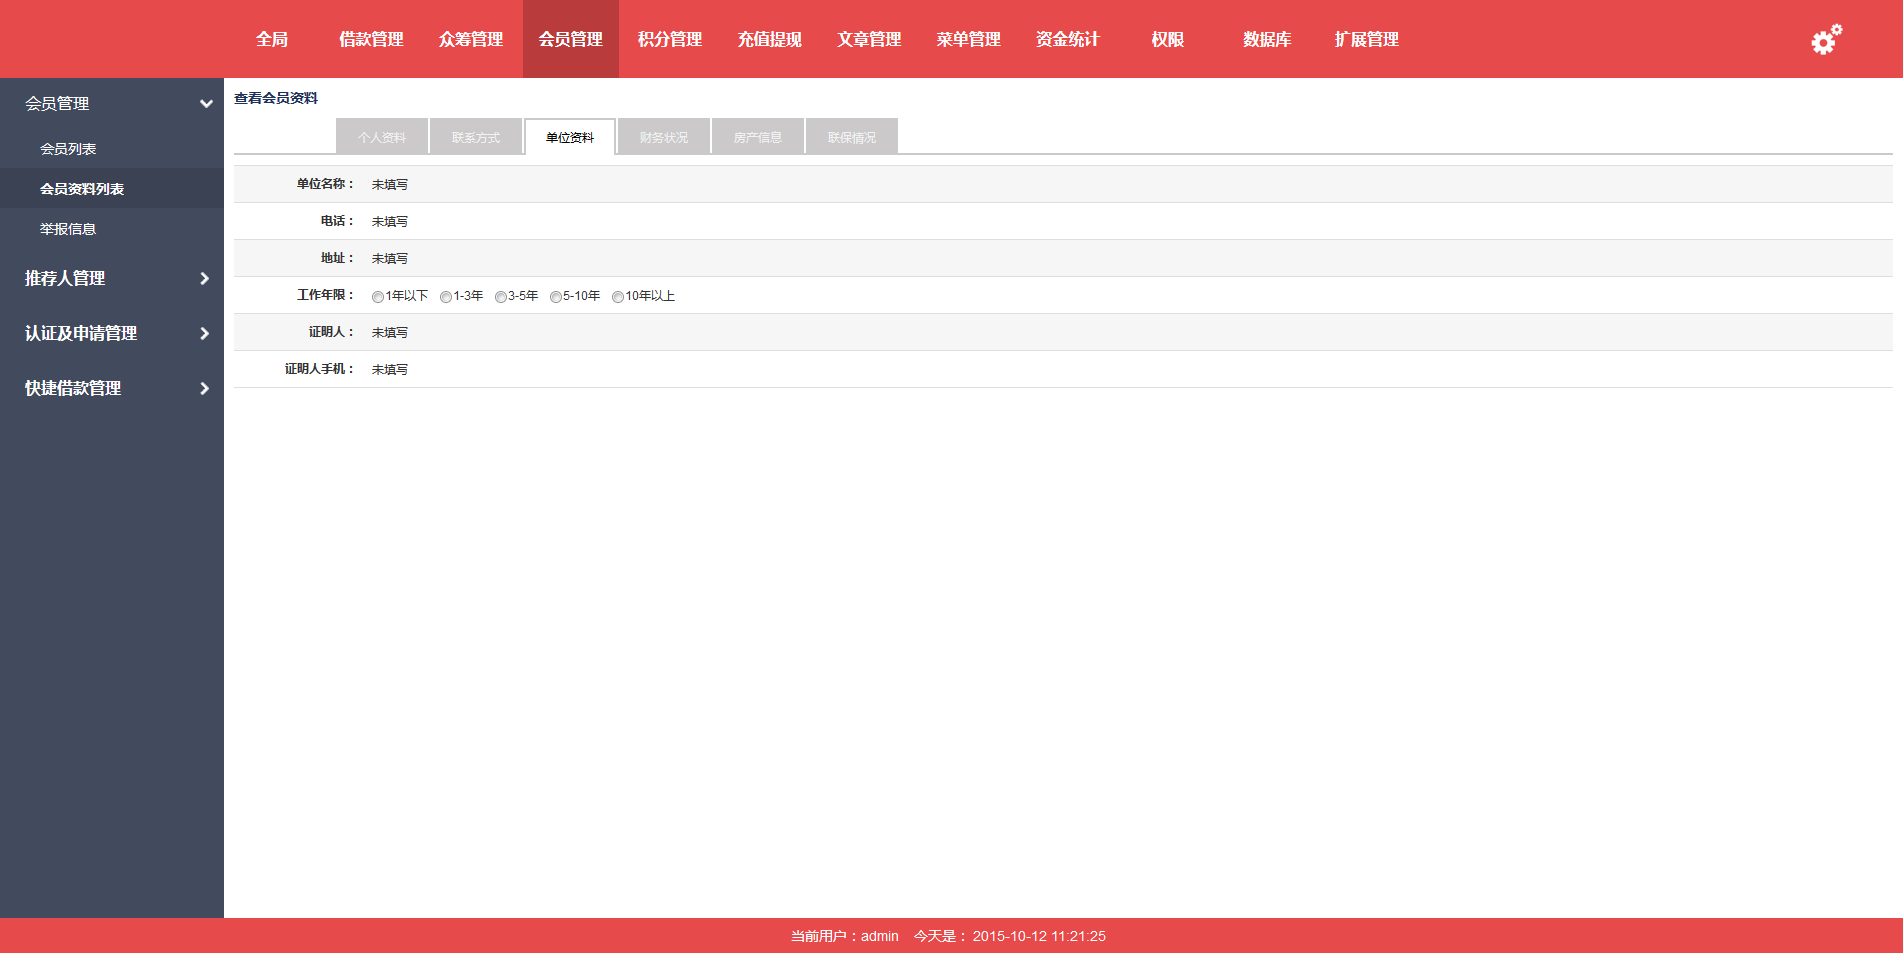 全局 借款管理 众筹管理 会员管理 积分管理 充值提现 文章管理 菜单管理 资金统计 权限 数据库 扩展管理
会员管理
会员列表
会员资料列表
举报信息
推荐人管理
认证及申请管理
快捷借款管理
查看会员资料
个人资料 联系方式 单位资料 财务状况 房产信息 联保情况
单位名称： 未填写
电话： 未填写
地址： 未填写
工作年限： 1年以下 1-3年 3-5年 5-10年 10年以上
证明人： 未填写
证明人手机： 未填写
当前用户：admin 今天是： 2015-10-12 11:21:25